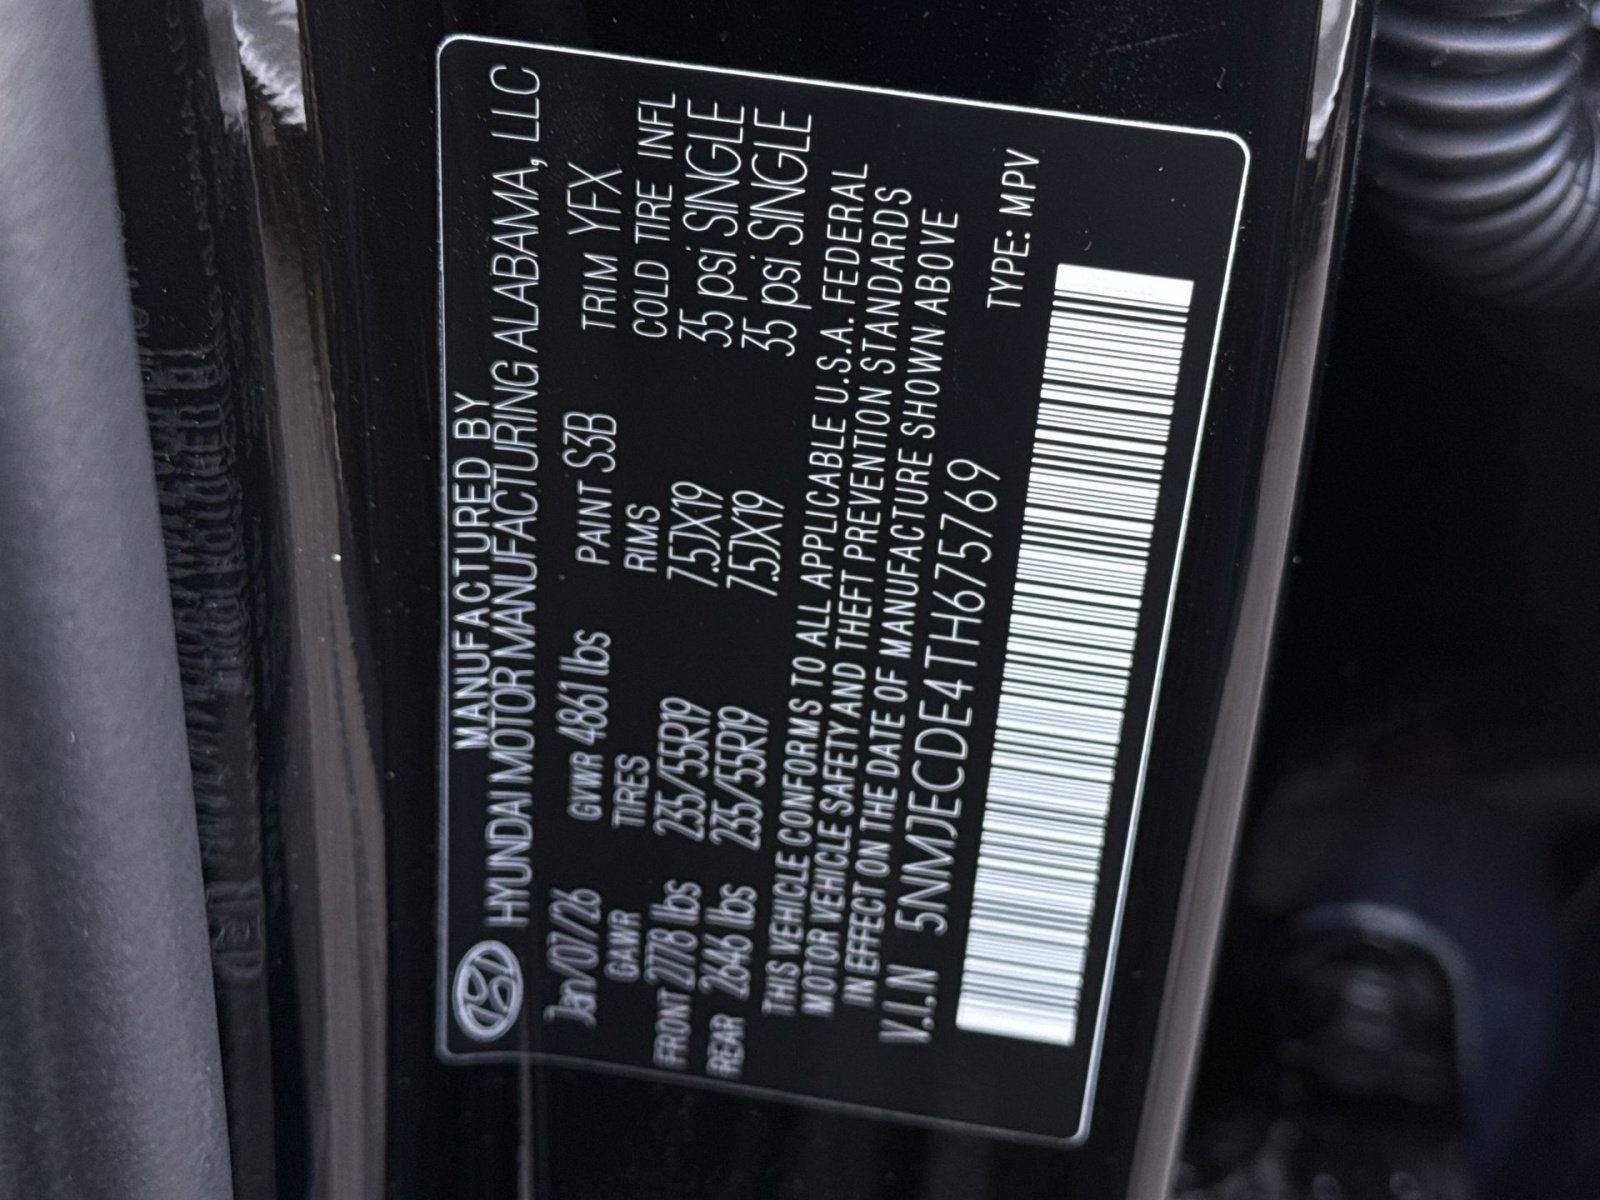 MANUFACTURED BY
HYUNDAI MOTOR MANUFACTURING ALABAMA, LLC
Jan/07/26 GVWR 4861 lbs PAINT S3B TRIM YFX
GAWR TIRES RIMS COLD TIRE INFL
FRONT 2778 lbs 235/55R19 7.5JX19 35 psi SINGLE
REAR 2646 lbs 235/55R19 7.5JX19 35 psi SINGLE
THIS VEHICLE CONFORMS TO ALL APPLICABLE U.S.A. FEDERAL
MOTOR VEHICLE SAFETY AND THEFT PREVENTION STANDARDS
IN EFFECT ON THE DATE OF MANUFACTURE SHOWN ABOVE
V.I.N 5NMJECDE4TH675769 TYPE: MPV